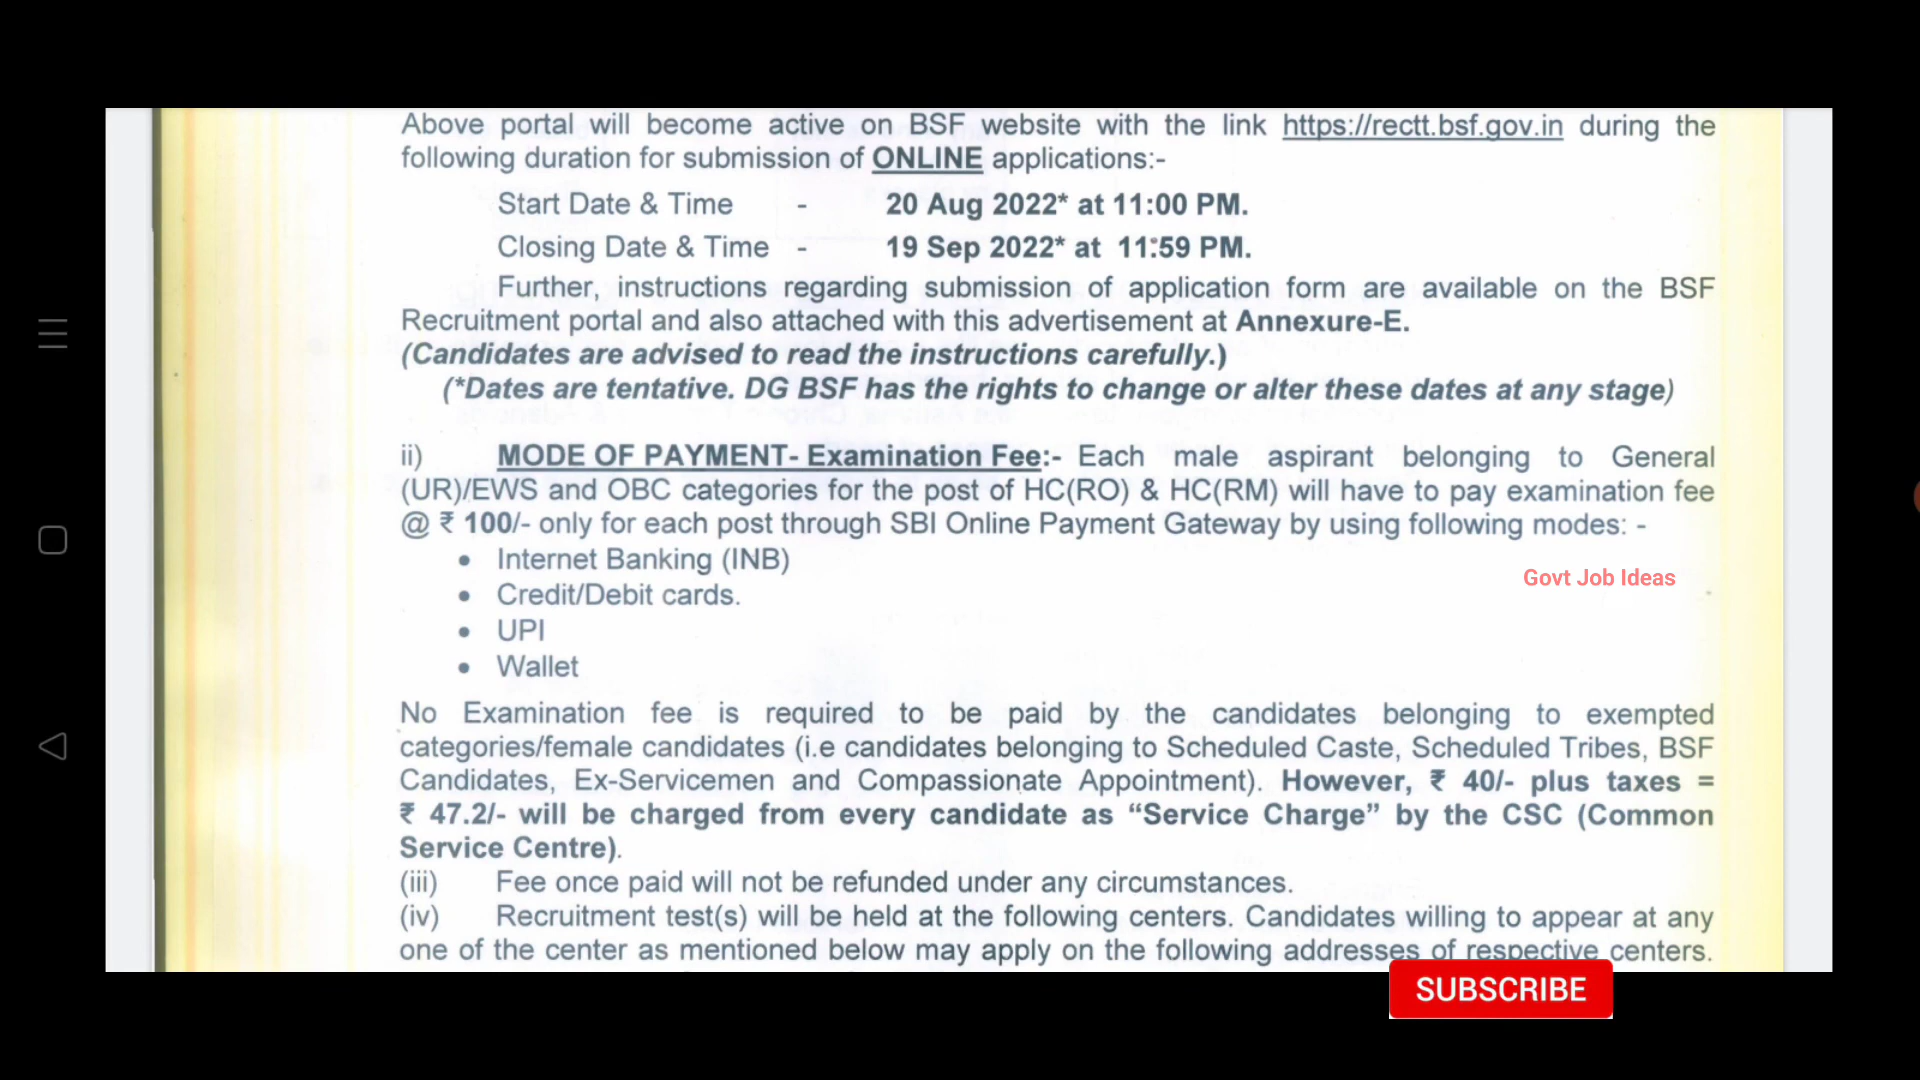 Above portal will become active on BSF website with the link https://rectt.bsf.gov.in during the
following duration for submission of ONLINE applications:-
Start Date & Time - 20 Aug 2022* at 11:00 PM.
Closing Date & Time - 19 Sep 2022* at 11:59 PM.
Further, instructions regarding submission of application form are available on the BSF
Recruitment portal and also attached with this advertisement at Annexure-E.
(Candidates are advised to read the instructions carefully.)
(*Dates are tentative. DG BSF has the rights to change or alter these dates at any stage)
ii) MODE OF PAYMENT- Examination Fee:- Each male aspirant belonging to General
(UR)/EWS and OBC categories for the post of HC(RO) & HC(RM) will have to pay examination fee
@ ₹ 100/- only for each post through SBI Online Payment Gateway by using following modes: -
• Internet Banking (INB)
• Credit/Debit cards.
Govt Job Ideas
• UPI
• Wallet
No Examination fee is required to be paid by the candidates belonging to exempted
categories/female candidates (i.e candidates belonging to Scheduled Caste, Scheduled Tribes, BSF
Candidates, Ex-Servicemen and Compassionate Appointment). However, ₹ 40/- plus taxes =
₹ 47.2/- will be charged from every candidate as “Service Charge” by the CSC (Common
Service Centre).
(iii) Fee once paid will not be refunded under any circumstances.
(iv) Recruitment test(s) will be held at the following centers. Candidates willing to appear at any
one of the center as mentioned below may apply on the following addresses of respective centers.
SUBSCRIBE